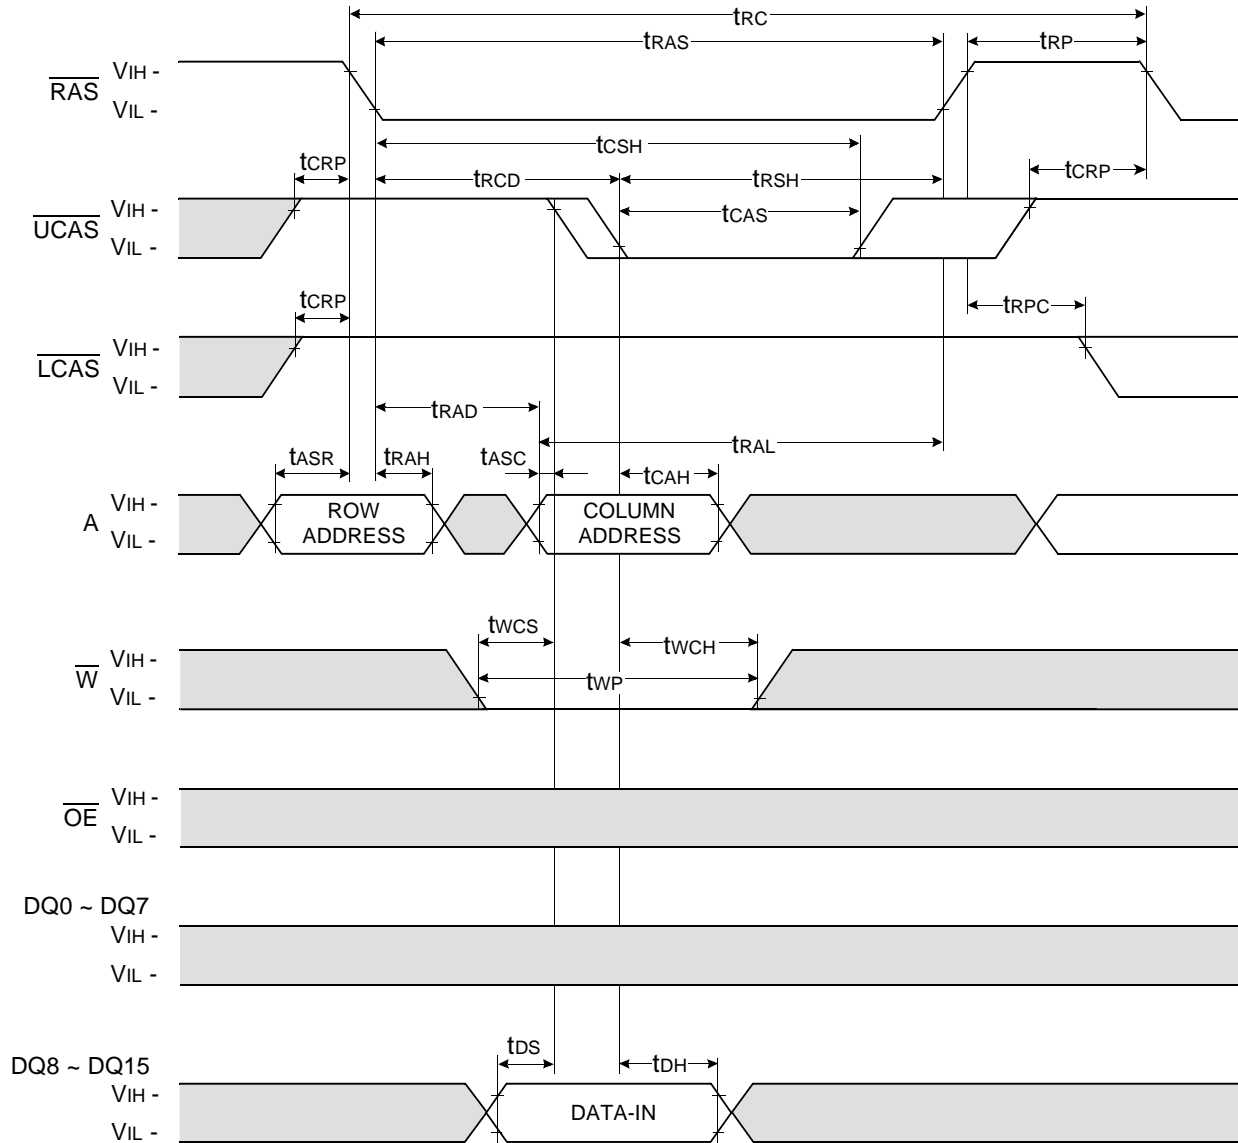 tRC
tRAS
tRP
RAS
VIH -
VIL -
tCSH
tCRP
tRCD
tRSH
tCRP
UCAS
VIH -
VIL -
tCAS
tCRP
tRPC
LCAS
VIH -
VIL -
tRAD
tRAL
tASR
tRAH
tASC
tCAH
A
VIH -
VIL -
ROW
ADDRESS
COLUMN
ADDRESS
tWCS
tWCH
W
VIH -
VIL -
tWP
OE
VIH -
VIL -
DQ0 ~ DQ7
VIH -
VIL -
tDS
tDH
DQ8 ~ DQ15
VIH -
VIL -
DATA-IN